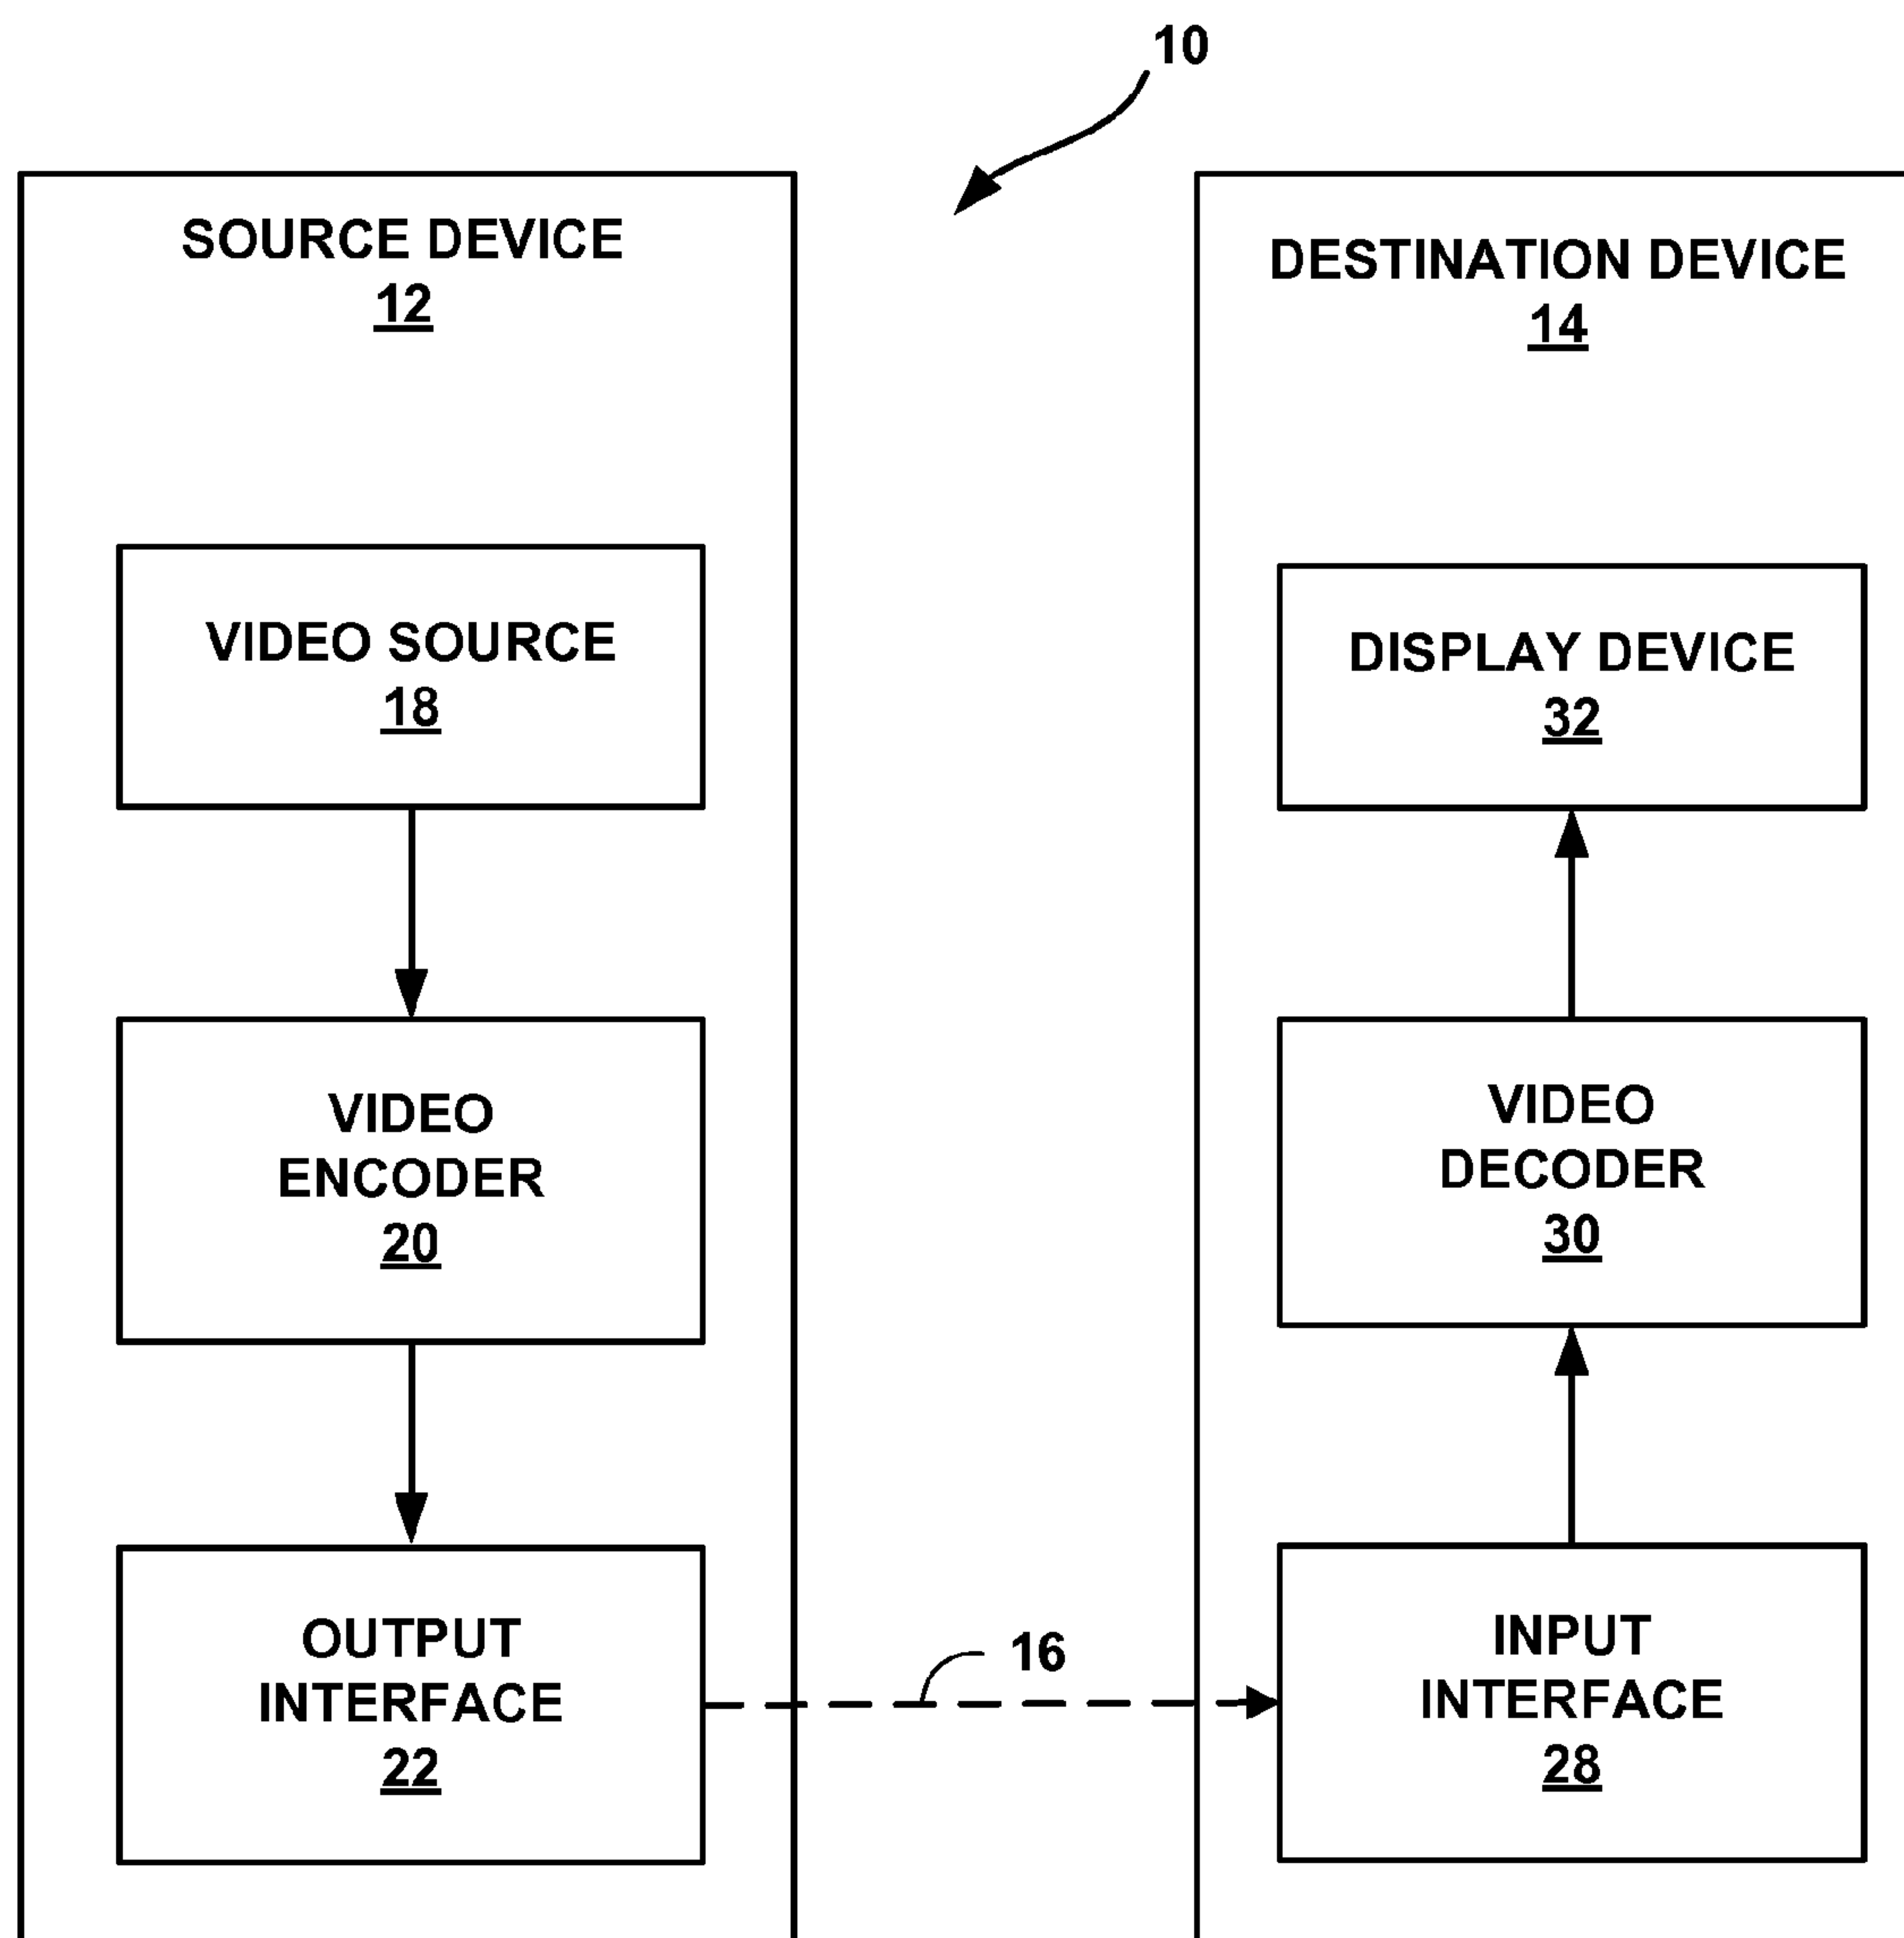 10
SOURCE DEVICE
12
VIDEO SOURCE
18
VIDEO
ENCODER
20
OUTPUT
INTERFACE
22
16
DESTINATION DEVICE
14
DISPLAY DEVICE
32
VIDEO
DECODER
30
INPUT
INTERFACE
28